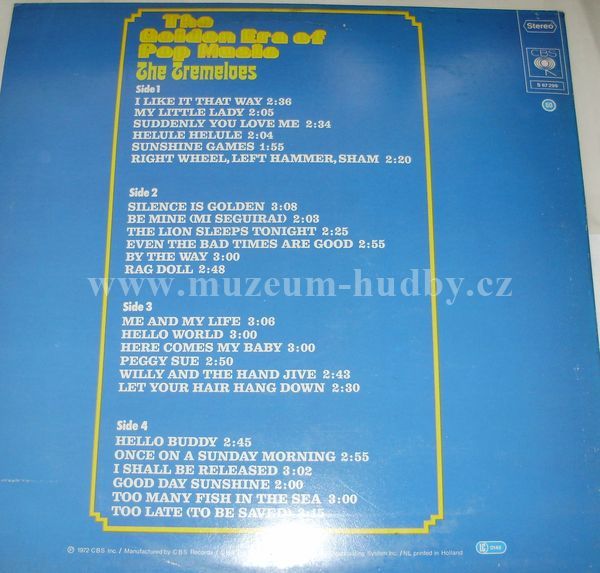 The
Golden Era of
Pop Music
The Tremeloes
Stereo
CBS
S 67 299
Side 1
I LIKE IT THAT WAY 2:36
MY LITTLE LADY 2:05
SUDDENLY YOU LOVE ME 2:34
HELULE HELULE 2:04
SUNSHINE GAMES 1:55
RIGHT WHEEL, LEFT HAMMER, SHAM 2:20
Side 2
SILENCE IS GOLDEN 3:08
BE MINE (MI SEGUIRAI) 2:03
THE LION SLEEPS TONIGHT 2:25
EVEN THE BAD TIMES ARE GOOD 2:55
BY THE WAY 3:00
RAG DOLL 2:48
www.muzeum-hudby.cz
Side 3
ME AND MY LIFE 3:06
HELLO WORLD 3:00
HERE COMES MY BABY 3:00
PEGGY SUE 2:50
WILLY AND THE HAND JIVE 2:43
LET YOUR HAIR HANG DOWN 2:30
Side 4
HELLO BUDDY 2:45
ONCE ON A SUNDAY MORNING 2:55
I SHALL BE RELEASED 3:02
GOOD DAY SUNSHINE 2:00
TOO MANY FISH IN THE SEA 3:00
TOO LATE (TO BE SAVED) 2:15
℗ 1972 CBS Inc. / Manufactured by CBS Records / Broadcasting System Inc. / NL printed in Holland